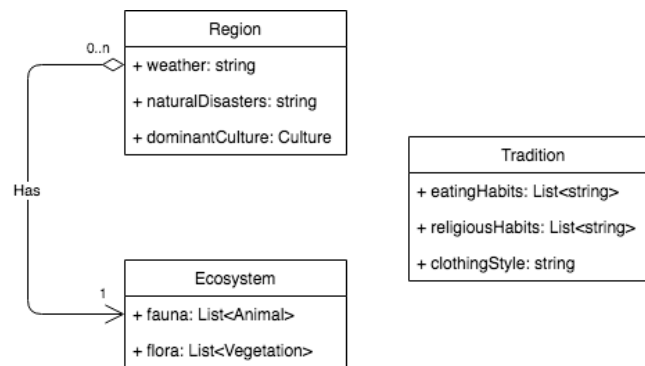 Region
0..n
+ weather: string
+ naturalDisasters: string
+ dominantCulture: Culture
Tradition
+ eatingHabits: List<string>
+ religiousHabits: List<string>
+ clothingStyle: string
Has
Ecosystem
1
+ fauna: List<Animal>
+ flora: List<Vegetation>